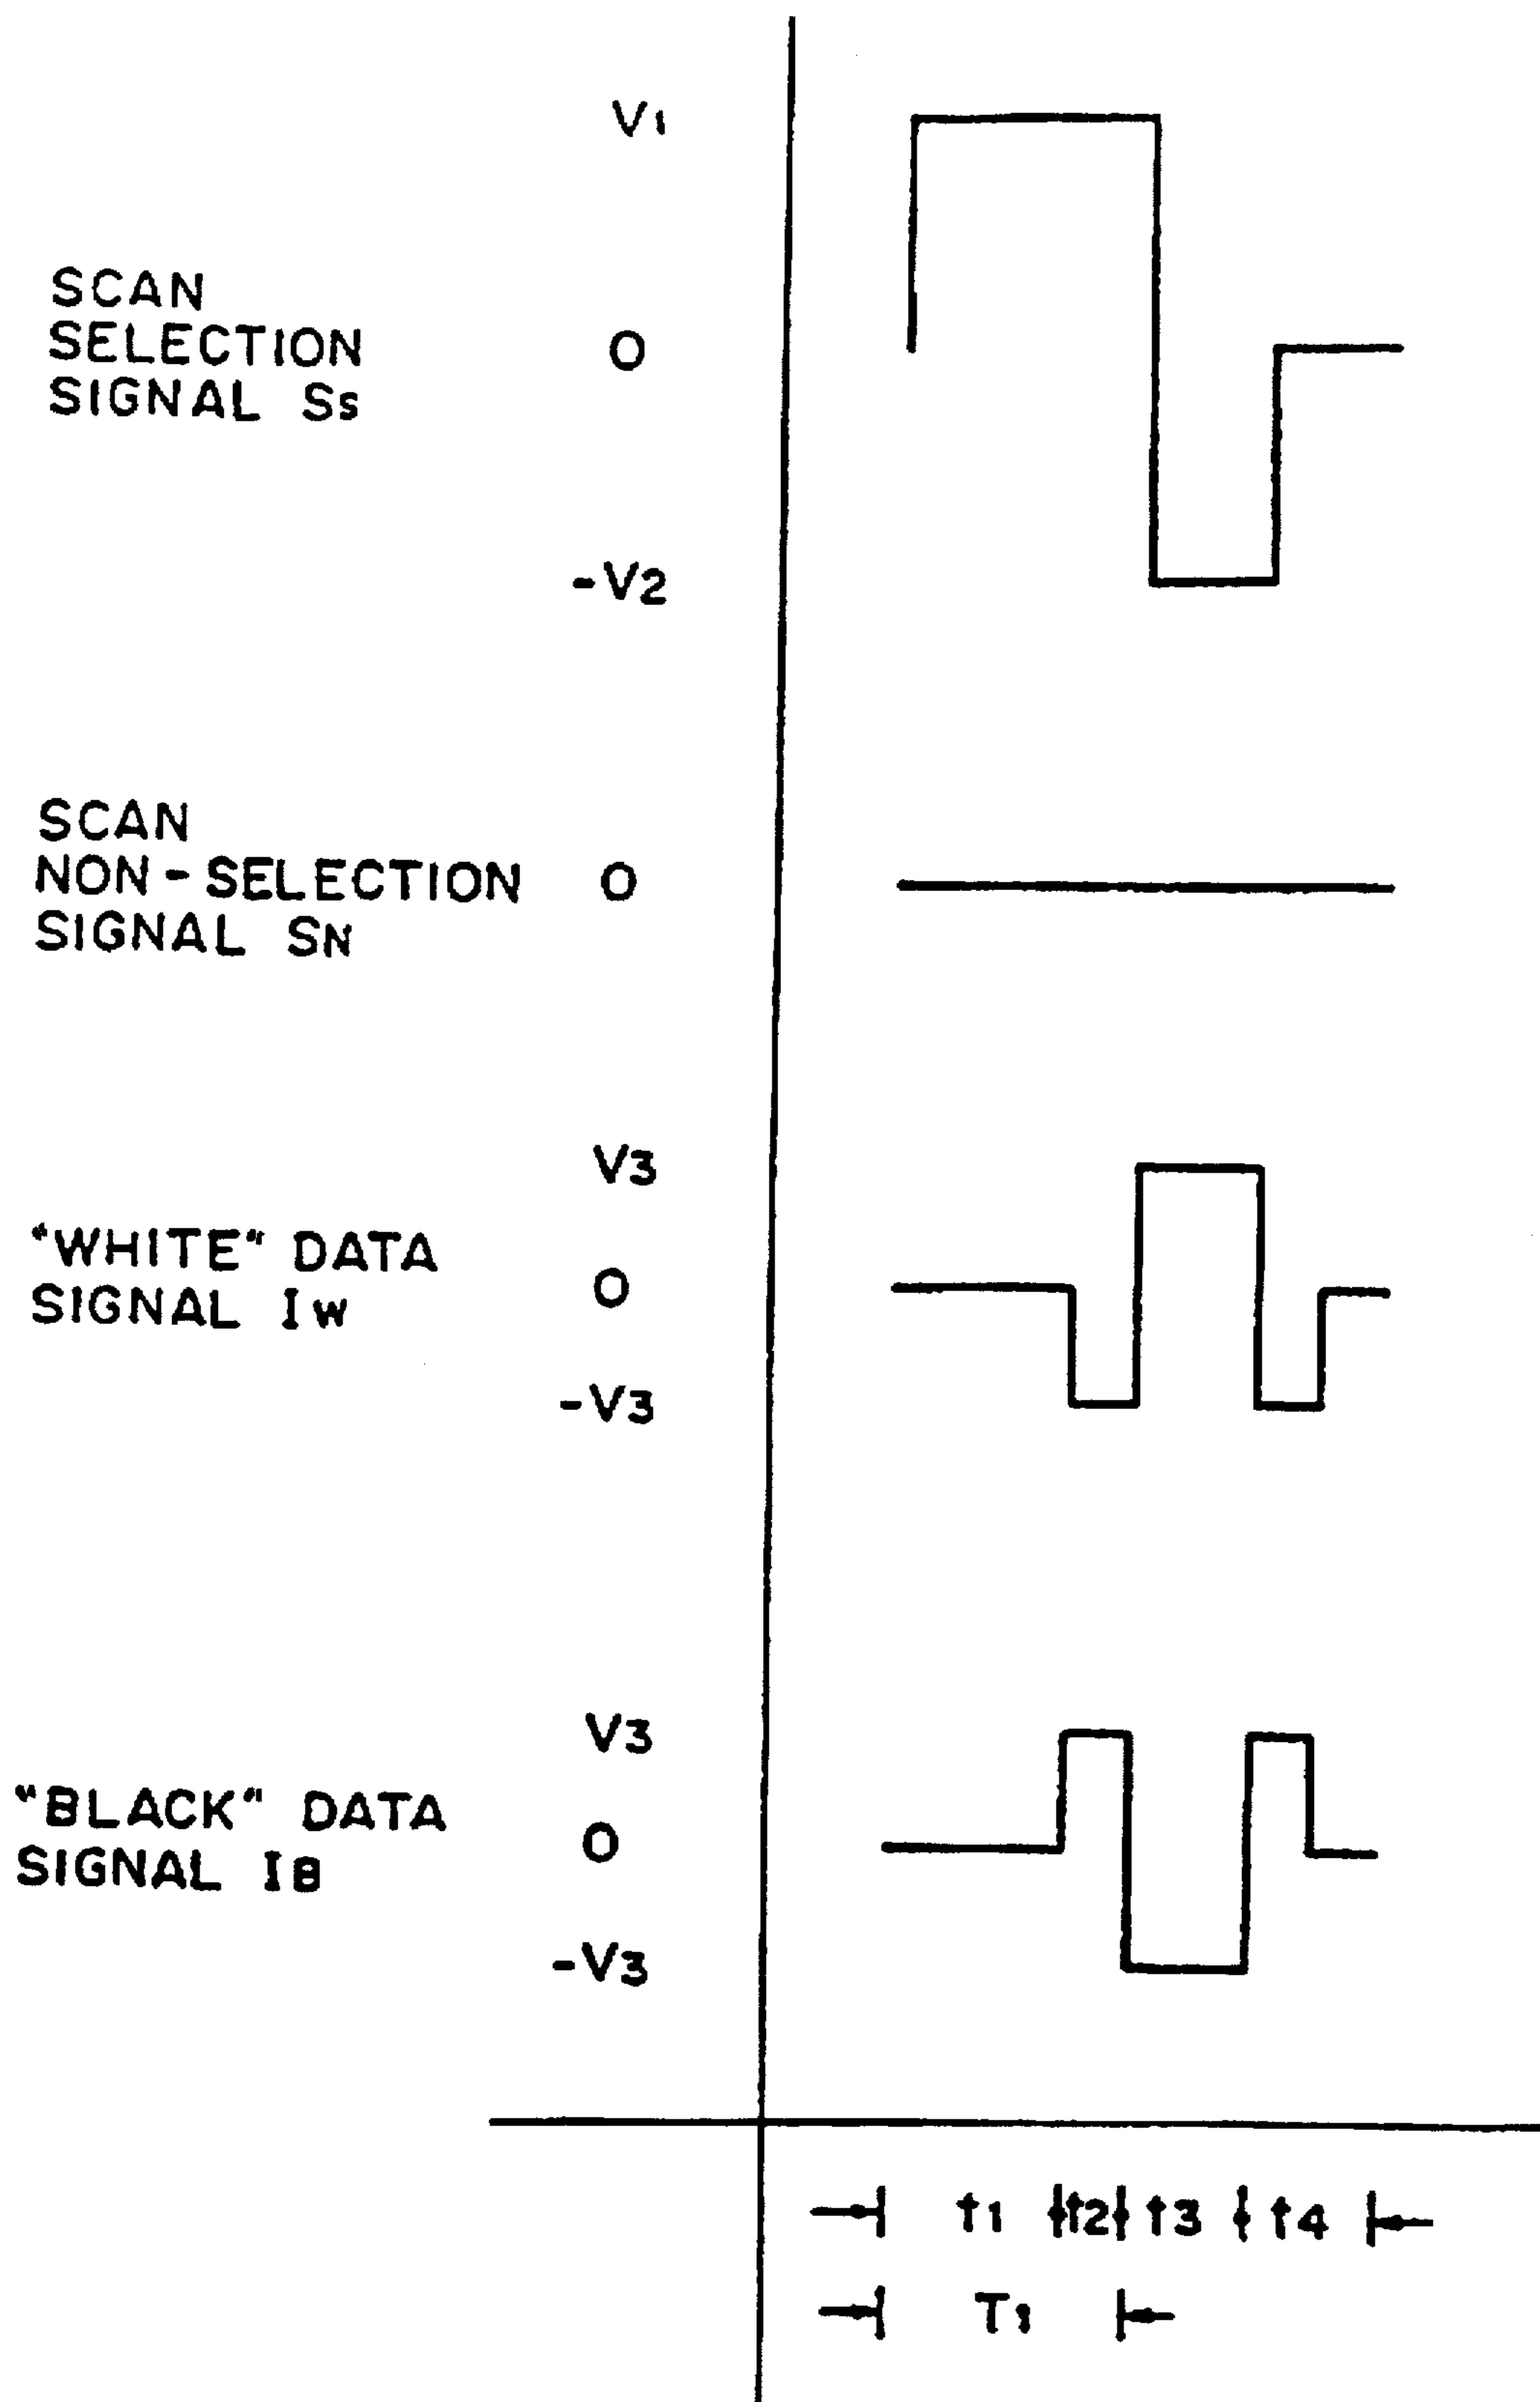 V1
SCAN
SELECTION
SIGNAL SS
0
-V2
SCAN
NON-SELECTION
SIGNAL SN
0
V3
"WHITE" DATA
SIGNAL IW
0
-V3
V3
"BLACK" DATA
SIGNAL IB
0
-V3
t1 t2 t3 t4
T1